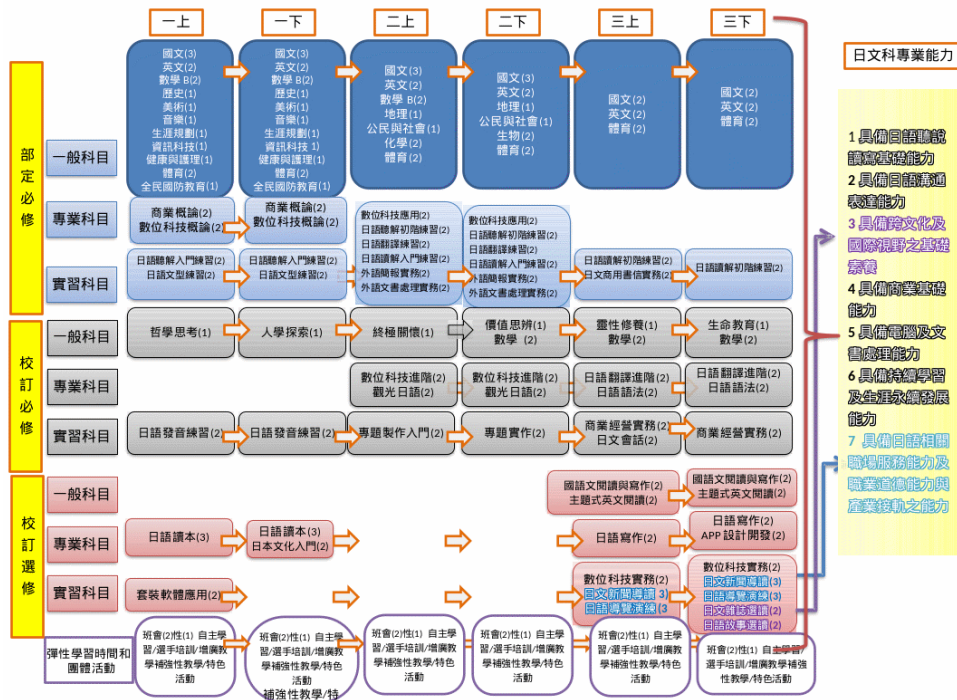 一上
一下
二上
二下
三上
三下
日文科專業能力
部定必修
一般科目
國文(3)
英文(2)
數學 B(2)
歷史(1)
美術(1)
音樂(1)
生涯規劃(1)
資訊科技(1)
健康與護理(1)
體育(2)
全民國防教育(1)
國文(3)
英文(2)
數學 B(2)
歷史(1)
美術(1)
音樂(1)
生涯規劃(1)
資訊科技 1)
健康與護理(1)
體育(2)
全民國防教育(1)
國文(3)
英文(2)
數學 B(2)
地理(1)
公民與社會(1)
化學(2)
體育(2)
國文(3)
英文(2)
地理(1)
公民與社會(1)
生物(2)
體育(2)
國文(2)
英文(2)
體育(2)
國文(2)
英文(2)
體育(2)
專業科目
商業概論(2)
數位科技概論(2)
商業概論(2)
數位科技概論(2)
數位科技應用(2)
日語聽解初階練習(2)
日語翻譯練習(2)
日語讀解入門練習(2)
外語簡報實務(2)
外語文書處理實務(2)
數位科技應用(2)
日語聽解初階練習(2)
日語翻譯練習(2)
日語讀解入門練習(2)
外語簡報實務(2)
外語文書處理實務(2)
實習科目
日語聽解入門練習(2)
日語文型練習(2)
日語聽解入門練習(2)
日語文型練習(2)
日語讀解初階練習(2)
日文商用書信實務(2)
日語讀解初階練習(2)
校訂必修
一般科目
哲學思考(1)
人學探索(1)
終極關懷(1)
價值思辨(1)
數學 (2)
靈性修養(1)
數學(2)
生命教育(1)
數學(2)
專業科目
數位科技進階(2)
觀光日語(2)
數位科技進階(2)
觀光日語(2)
日語翻譯進階(2)
日語語法(2)
日語翻譯進階(2)
日語語法(2)
實習科目
日語發音練習(2)
日語發音練習(2)
專題製作入門(2)
專題實作(2)
商業經營實務(2)
日文會話(2)
商業經營實務(2)
校訂選修
一般科目
國語文閱讀與寫作(2)
主題式英文閱讀(2)
國語文閱讀與寫作(2)
主題式英文閱讀(2)
專業科目
日語讀本(3)
日語讀本(3)
日本文化入門(2)
日語寫作(2)
日語寫作(2)
APP 設計開發(2)
實習科目
套裝軟體應用(2)
數位科技實務(2)
日文新聞導讀 3)
日語導覽演練(3
數位科技實務(2)
日文新聞導讀(3)
日語導覽演練(3)
日文雜誌選讀(2)
日語故事選讀(2)
彈性學習時間和
團體活動
班會(2)性(1) 自主學
習/選手培訓/增廣教
學補強性教學/特色
活動
班會(2)性(1) 自主學
習/選手培訓/增廣教
學補強性教學/特色
活動
補強性教學/特
班會(2)性(1) 自主學
習/選手培訓/增廣教
學補強性教學/特色
活動
班會(2)性(1) 自主學
習/選手培訓/增廣教
學補強性教學/特色
活動
班會(2)性(1) 自主學
習/選手培訓/增廣教
學補強性教學/特色
活動
班會(2)性(1) 自主學習/
選手培訓/增廣教學補強
性教學/特色活動
1 具備日語聽說
讀寫基礎能力
2 具備日語溝通
表達能力
3 具備跨文化及
國際視野之基礎
素養
4 具備商業基礎
能力
5 具備電腦及文
書處理能力
6 具備持續學習
及生涯永續發展
能力
7 具備日語相關
職場服務能力及
職業道德能力與
產業接軌之能力